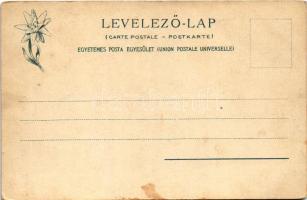 LEVELEZŐ-LAP
(CARTE POSTALE – POSTKARTE)
EGYETEMES POSTA EGYESÜLET (UNION POSTALE UNIVERSELLE)